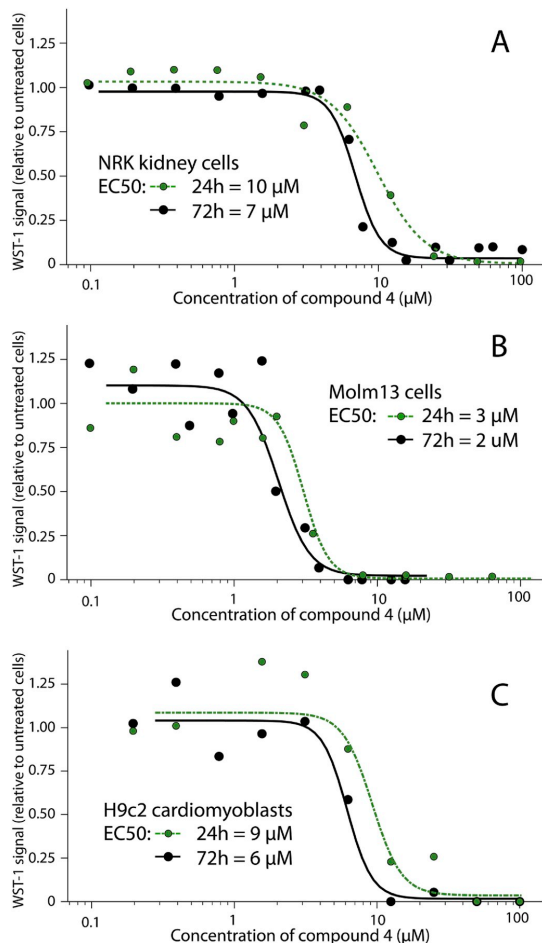 A
WST-1 signal (relative to untreated cells)
1.25
1.00
0.75
0.50
0.25
0
NRK kidney cells
EC50: 24h = 10 µM
72h = 7 µM
0.1 1 10 100
Concentration of compound 4 (µM)
B
WST-1 signal (relative to untreated cells)
1.25
1.00
0.75
0.50
0.25
0
Molm13 cells
EC50: 24h = 3 µM
72h = 2 uM
0.1 1 10 100
Concentration of compound 4 (µM)
C
WST-1 signal (relative to untreated cells)
1.25
1.00
0.75
0.50
0.25
0
H9c2 cardiomyoblasts
EC50: 24h = 9 µM
72h = 6 µM
0.1 1 10 100
Concentration of compound 4 (µM)